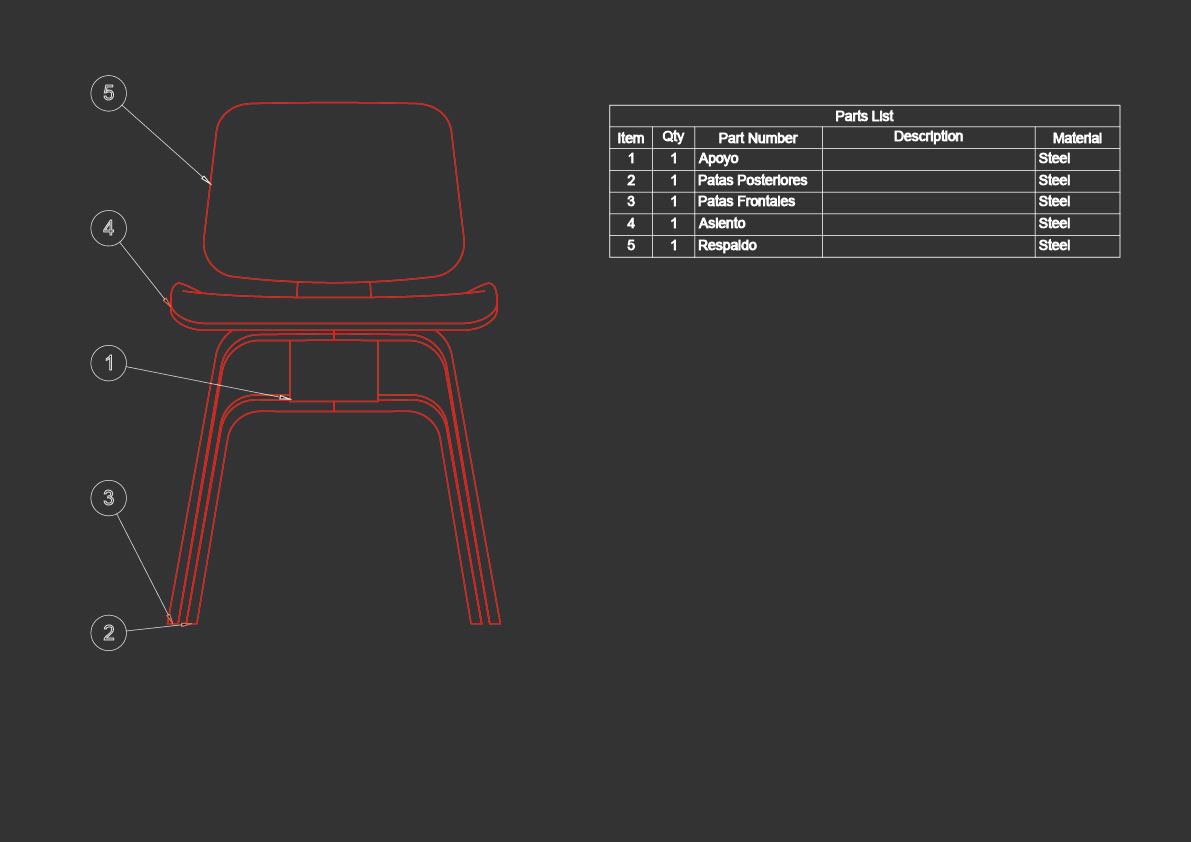 5
4
1
3
2
Parts List
Item Qty Part Number Description Material
1 1 Apoyo Steel
2 1 Patas Posteriores Steel
3 1 Patas Frontales Steel
4 1 Asiento Steel
5 1 Respaldo Steel